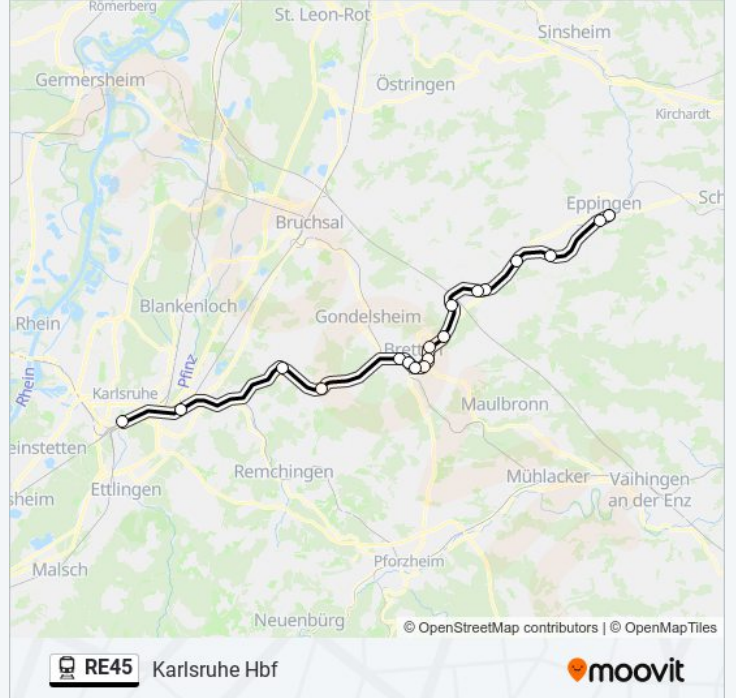 Römerberg
St. Leon-Rot
Sinsheim
Germersheim
Östringen
Kirchardt
Eppingen
Sch
Bruchsal
Blankenloch
Gondelsheim
Rhein
Pfinz
Rhein
Karlsruhe
Maulbronn
einstetten
Remchingen
Mühlacker
Vaihingen
an der Enz
sheim
Ettlingen
Pforzheim
Malsch
Neuenbürg
© OpenStreetMap contributors | © OpenMapTiles
RE45 Karlsruhe Hbf
moovit